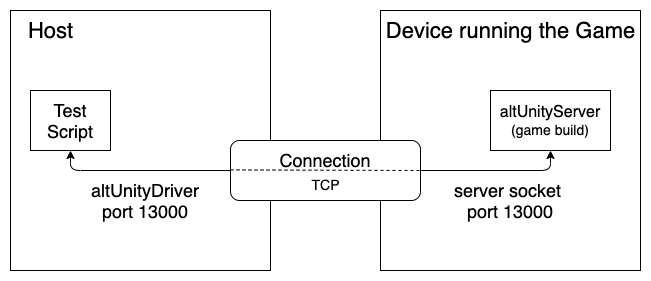 Host
Device running the Game
Test
Script
altUnityServer
(game build)
Connection
TCP
altUnityDriver
port 13000
server socket
port 13000